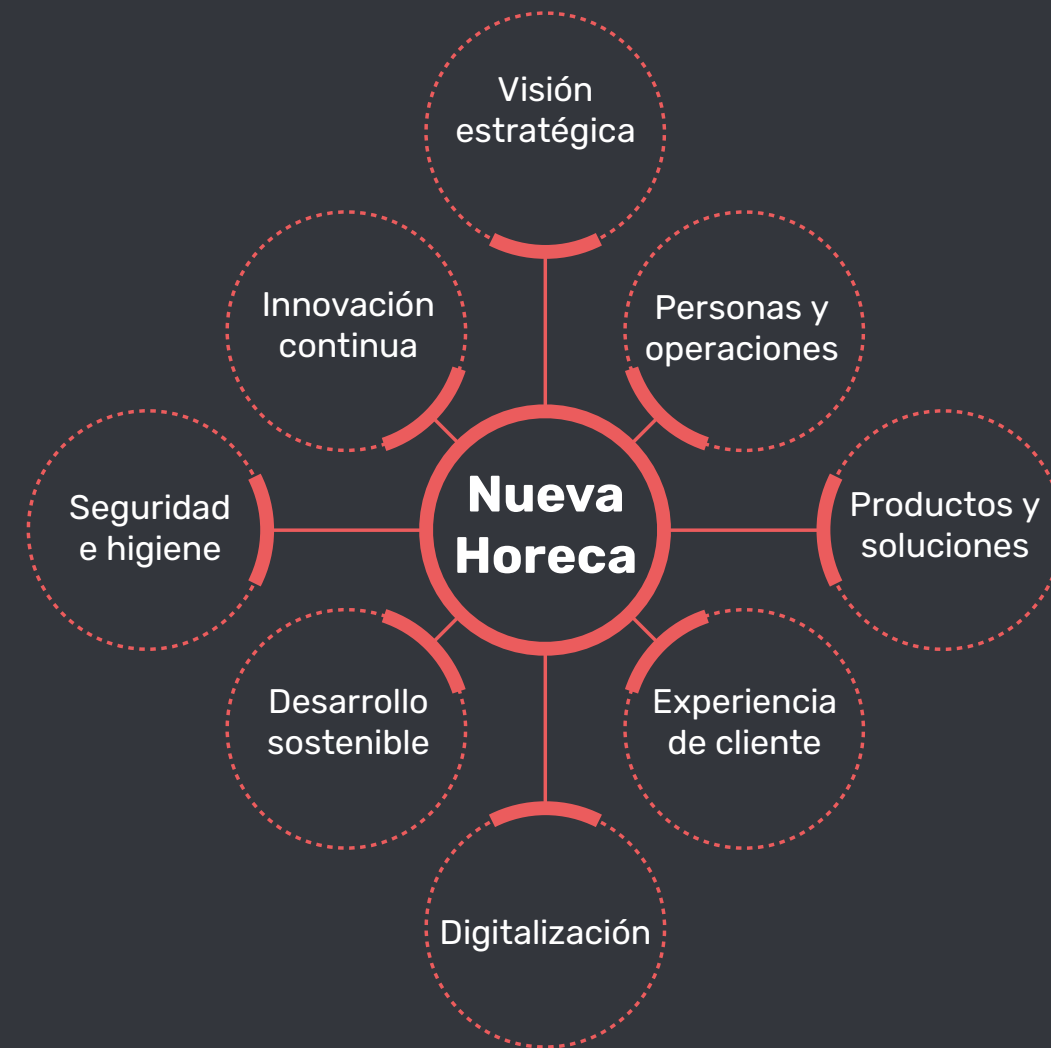 Visión
estratégica
Innovación
continua
Personas y
operaciones
Nueva
Horeca
Seguridad
e higiene
Productos y
soluciones
Desarrollo
sostenible
Experiencia
de cliente
Digitalización